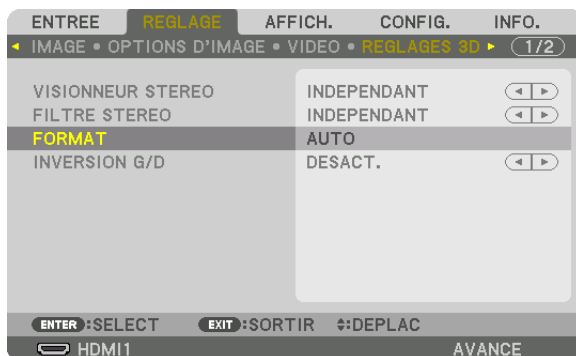 ENTREE REGLAGE AFFICH. CONFIG. INFO.
IMAGE • OPTIONS D'IMAGE • VIDEO • REGLAGES 3D 1/2
VISIONNEUR STEREO INDEPENDANT
FILTRE STEREO INDEPENDANT
FORMAT AUTO
INVERSION G/D DESACT.
ENTER :SELECT EXIT :SORTIR :DEPLAC
HDMI1 AVANCE